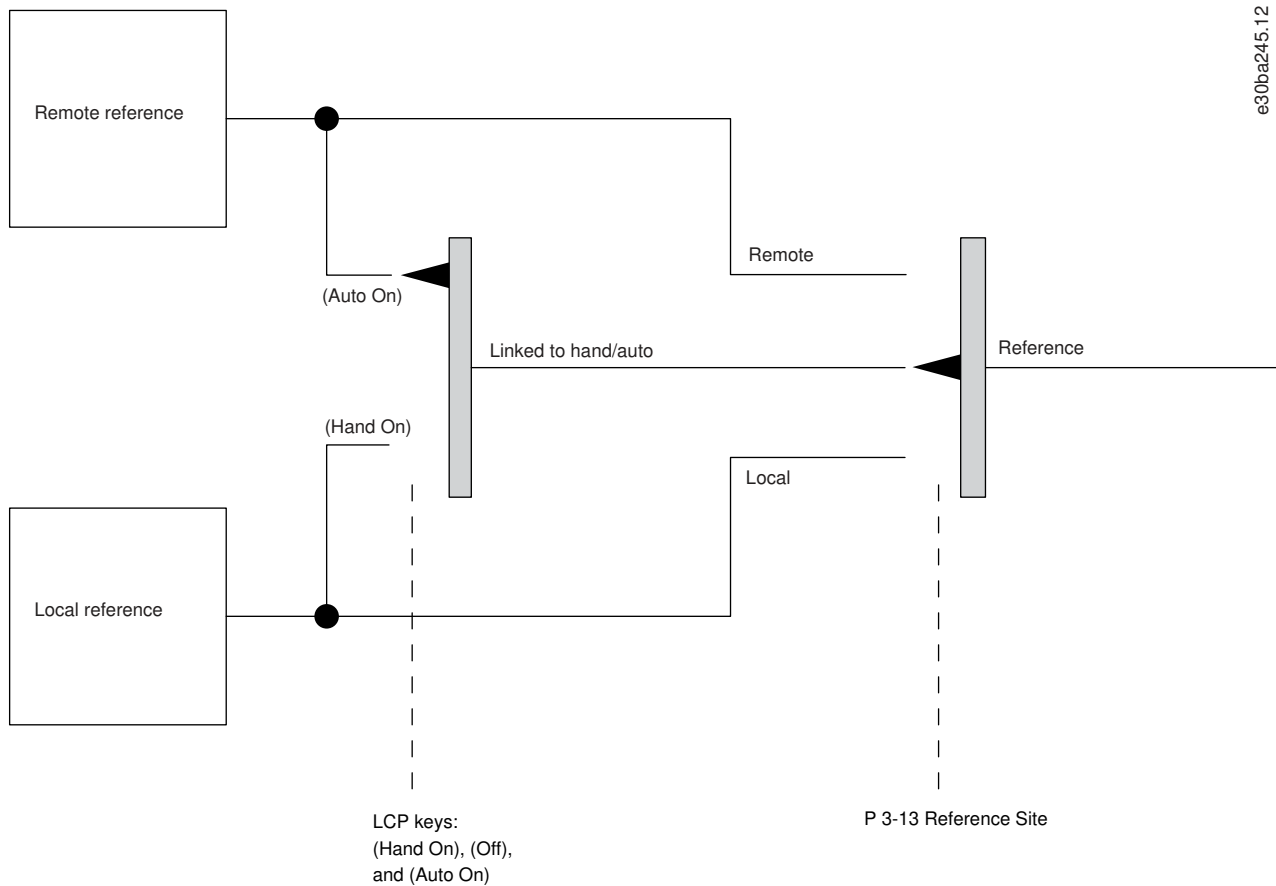 e30ba245.12
Remote reference
Remote
(Auto On)
Linked to hand/auto
Reference
(Hand On)
Local
Local reference
LCP keys:
(Hand On), (Off),
and (Auto On)
P 3-13 Reference Site